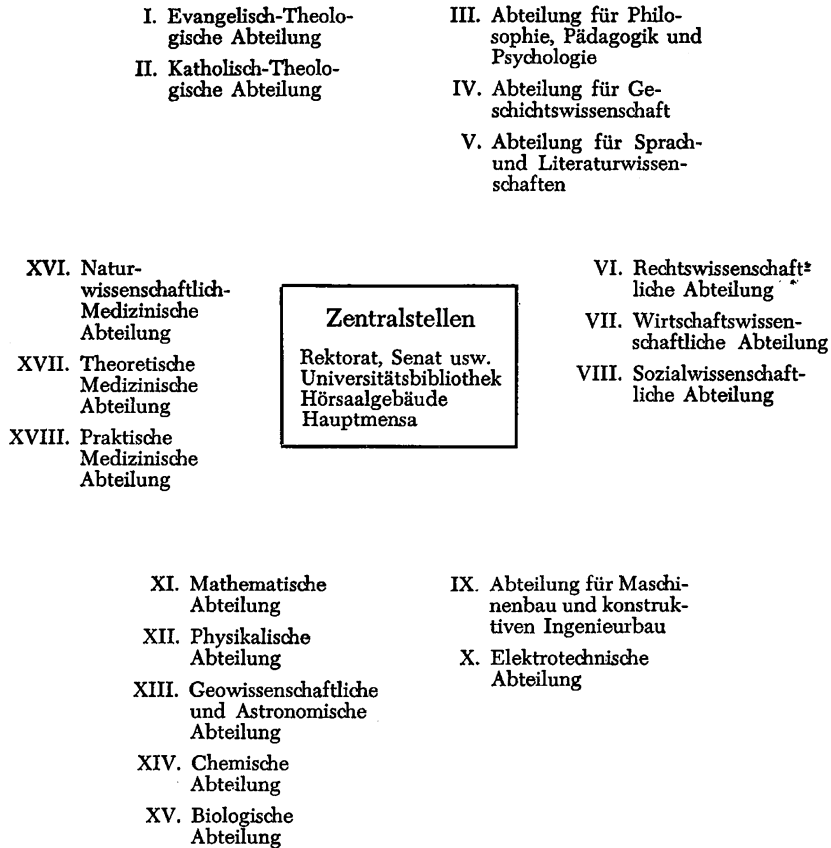 I. Evangelisch-Theolo-
gische Abteilung
II. Katholisch-Theolo-
gische Abteilung
III. Abteilung für Philo-
sophie, Pädagogik und
Psychologie
IV. Abteilung für Ge-
schichtswissenschaft
V. Abteilung für Sprach-
und Literaturwissen-
schaften
XVI. Natur-
wissenschaftlich-
Medizinische
Abteilung
XVII. Theoretische
Medizinische
Abteilung
XVIII. Praktische
Medizinische
Abteilung
Zentralstellen
Rektorat, Senat usw.
Universitätsbibliothek
Hörsaalgebäude
Hauptmensa
VI. Rechtswissenschaft-
liche Abteilung
VII. Wirtschaftswissen-
schaftliche Abteilung
VIII. Sozialwissenschaft-
liche Abteilung
XI. Mathematische
Abteilung
XII. Physikalische
Abteilung
XIII. Geowissenschaftliche
und Astronomische
Abteilung
XIV. Chemische
Abteilung
XV. Biologische
Abteilung
IX. Abteilung für Maschi-
nenbau und konstruk-
tiven Ingenieurbau
X. Elektrotechnische
Abteilung